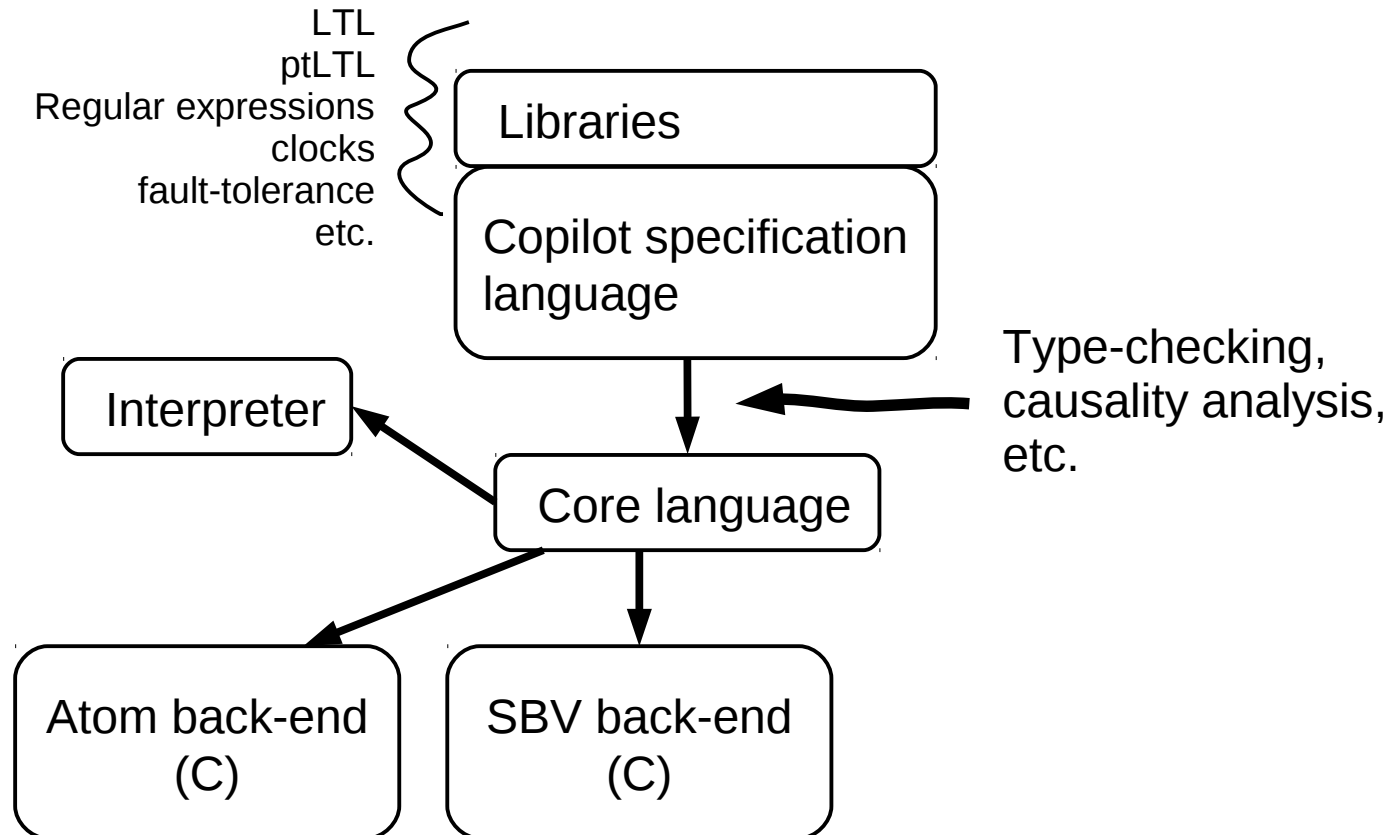 LTL
ptLTL
Regular expressions
clocks
fault-tolerance
etc.
Libraries
Copilot specification
language
Type-checking,
causality analysis,
etc.
Interpreter
Core language
Atom back-end
(C)
SBV back-end
(C)